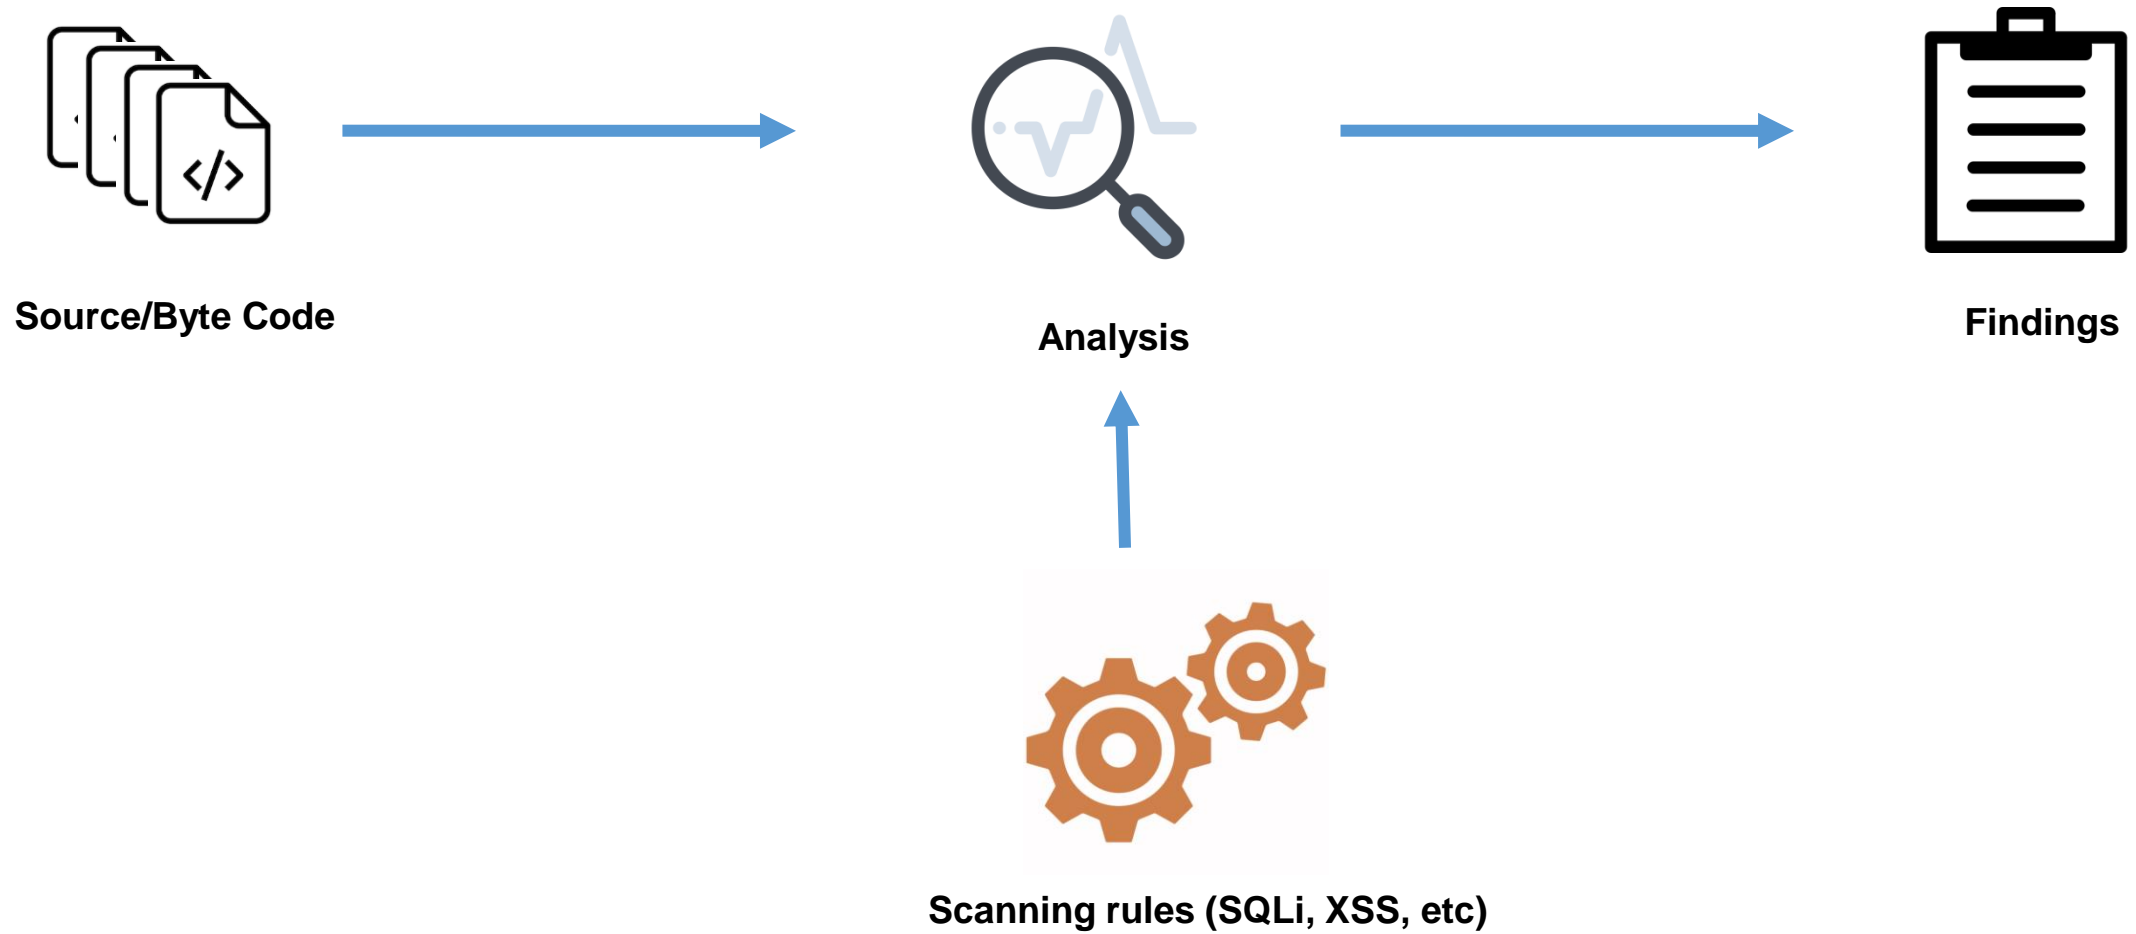 Source/Byte Code
Analysis
Findings
Scanning rules (SQLi, XSS, etc)